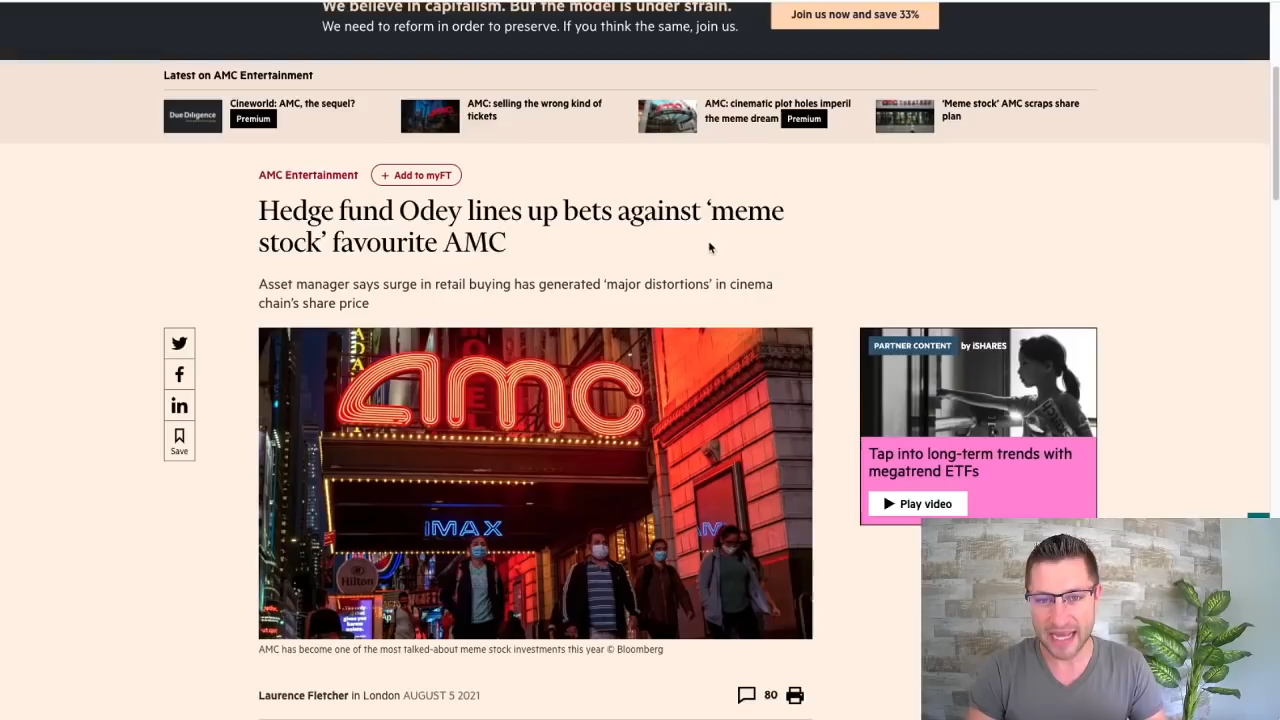 We believe in capitalism. But the model is under strain.
We need to reform in order to preserve. If you think the same, join us.
Join us now and save 33%
Latest on AMC Entertainment
Due Diligence
Cineworld: AMC, the sequel?
Premium
AMC: selling the wrong kind of
tickets
AMC: cinematic plot holes imperil
the meme dream Premium
'Meme stock' AMC scraps share
plan
AMC Entertainment
+ Add to myFT
Hedge fund Odey lines up bets against ‘meme
stock’ favourite AMC
Asset manager says surge in retail buying has generated ‘major distortions’ in cinema
chain’s share price
Save
amc
IMAX
Hilton
PARTNER CONTENT by iSHARES
Tap into long-term trends with
megatrend ETFs
Play video
AMC has become one of the most talked-about meme stock investments this year © Bloomberg
Laurence Fletcher in London AUGUST 5 2021
80